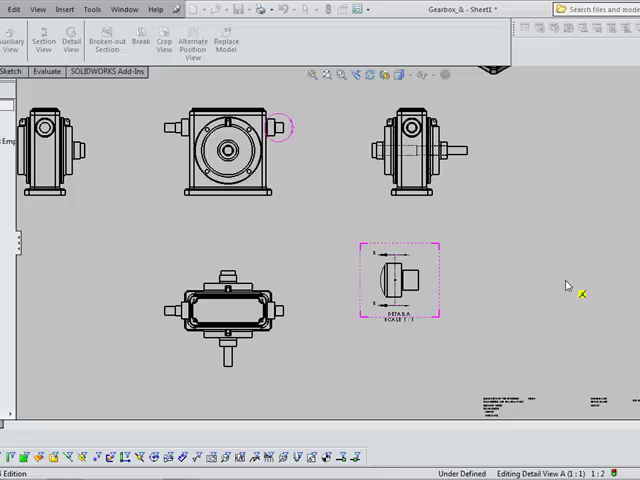 Edit View Insert Tools Window Help
Gearbox_& - Sheet1 *
Search files and mode
Auxiliary View
Section View
Detail View
Broken-out Section
Break
Crop View
Alternate Position View
Replace Model
Sketch Evaluate SOLIDWORKS Add-Ins
B
B
DETAIL A
SCALE 1 : 1
Edition
Under Defined
Editing Detail View A (1 : 1)
1 : 2